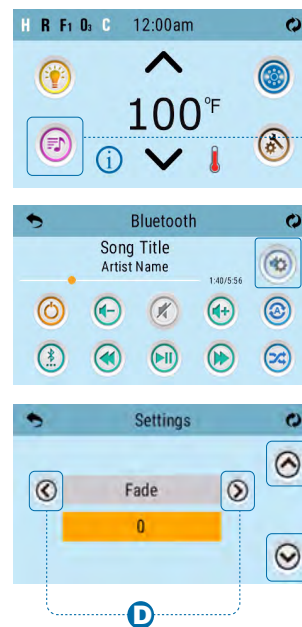 H R F1 O3 C 12:00am
100°F
i
Bluetooth
Song Title
Artist Name
1:40/5:56
A
Settings
Fade
0
D